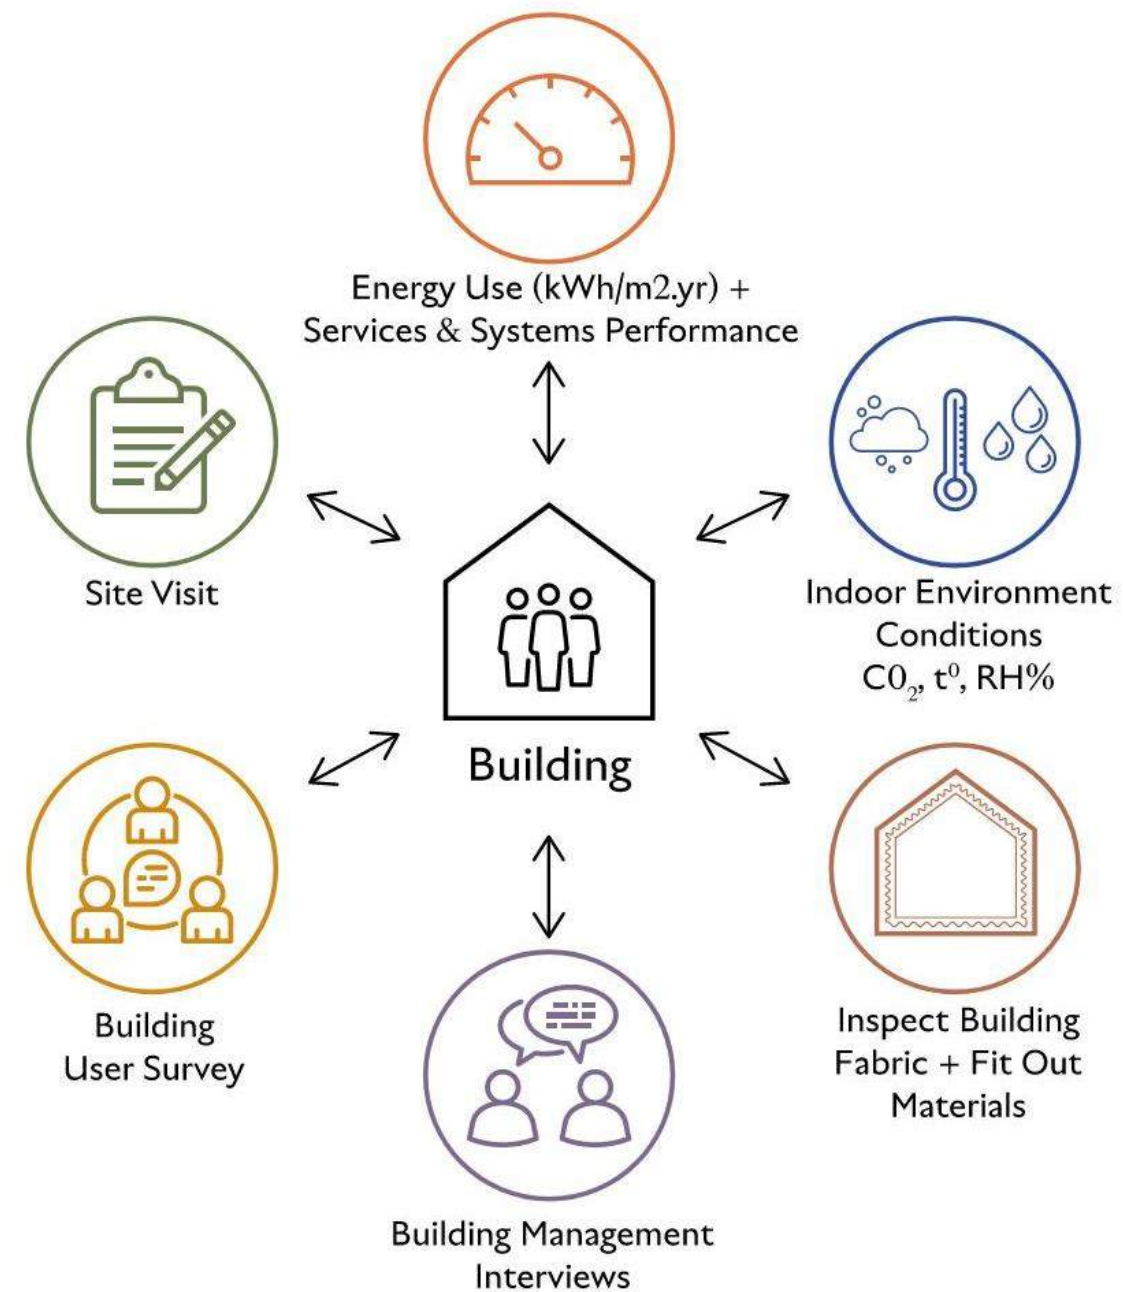 Energy Use (kWh/m2.yr) +
Services & Systems Performance
Site Visit
Indoor Environment
Conditions
C0₂, t⁰, RH%
Building
Building
User Survey
Inspect Building
Fabric + Fit Out
Materials
Building Management
Interviews